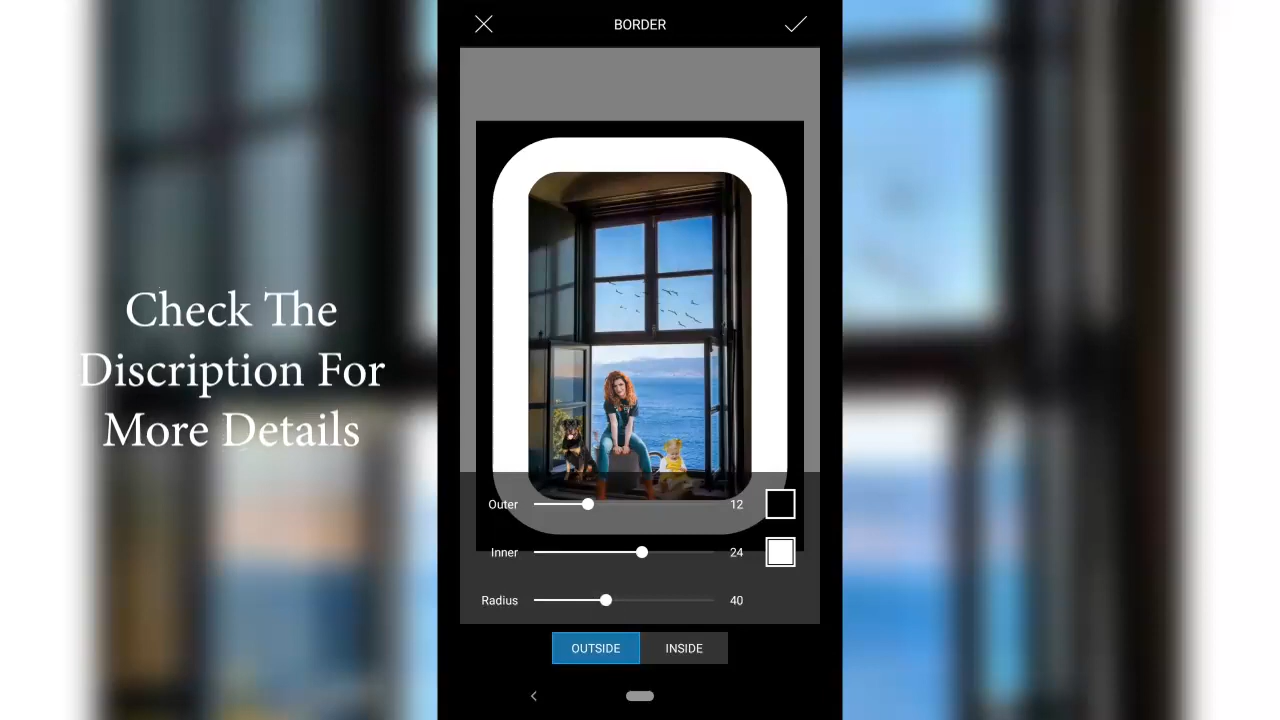 BORDER
Check The
Discription For
More Details
Outer 12
Inner 24
Radius 40
OUTSIDE INSIDE